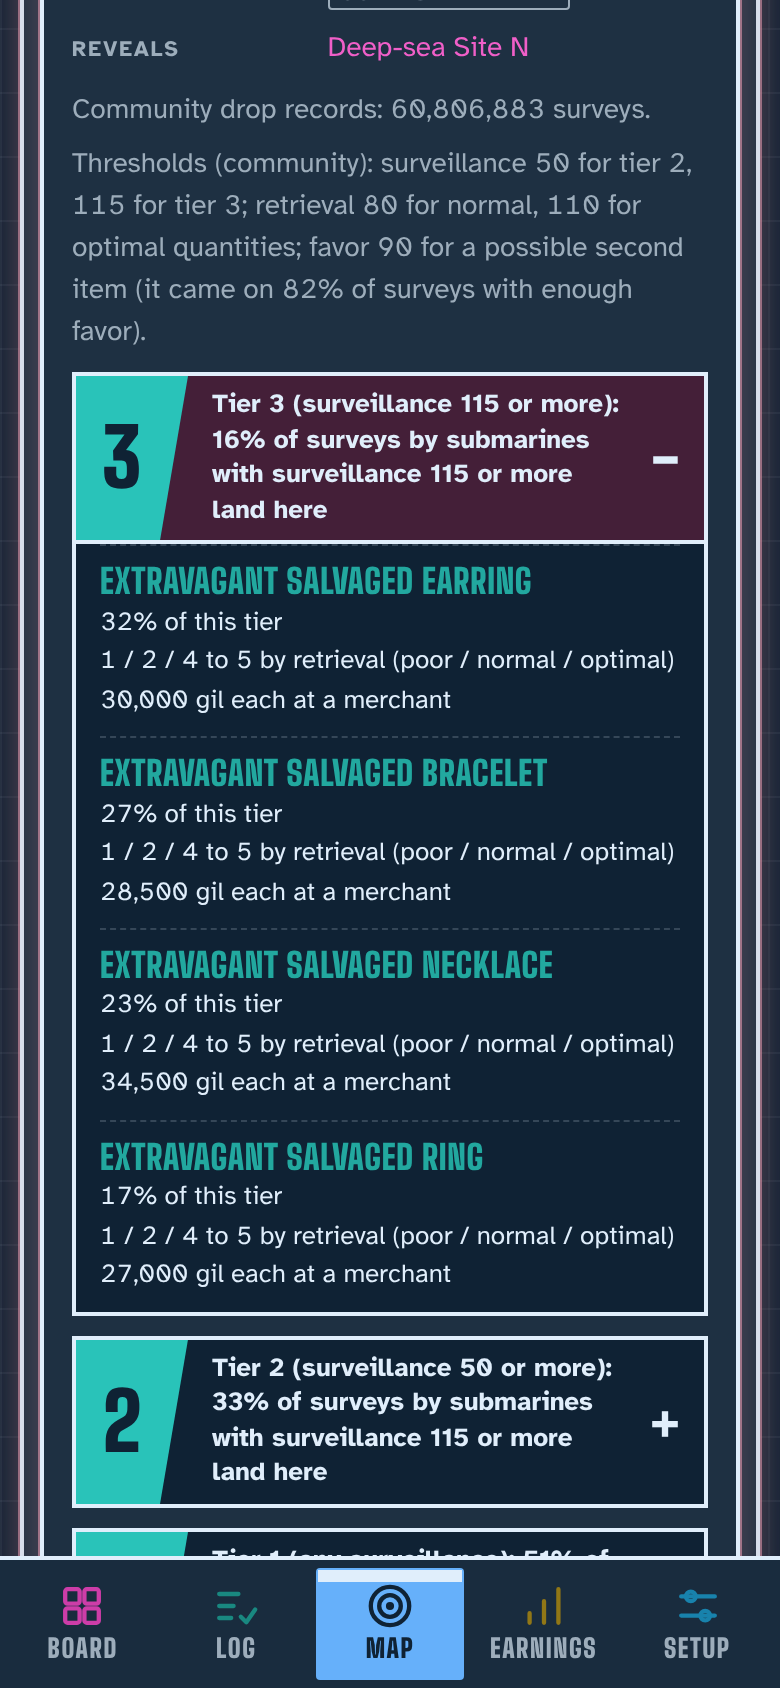 REVEALS
Deep-sea Site N
Community drop records: 60,806,883 surveys.
Thresholds (community): surveillance 50 for tier 2,
115 for tier 3; retrieval 80 for normal, 110 for
optimal quantities; favor 90 for a possible second
item (it came on 82% of surveys with enough
favor).
3
Tier 3 (surveillance 115 or more):
16% of surveys by submarines
with surveillance 115 or more
land here
EXTRAVAGANT SALVAGED EARRING
32% of this tier
1 / 2 / 4 to 5 by retrieval (poor / normal / optimal)
30,000 gil each at a merchant
EXTRAVAGANT SALVAGED BRACELET
27% of this tier
1 / 2 / 4 to 5 by retrieval (poor / normal / optimal)
28,500 gil each at a merchant
EXTRAVAGANT SALVAGED NECKLACE
23% of this tier
1 / 2 / 4 to 5 by retrieval (poor / normal / optimal)
34,500 gil each at a merchant
EXTRAVAGANT SALVAGED RING
17% of this tier
1 / 2 / 4 to 5 by retrieval (poor / normal / optimal)
27,000 gil each at a merchant
2
Tier 2 (surveillance 50 or more):
33% of surveys by submarines
with surveillance 115 or more
land here
Tier 1 (any surveillance): 51% of
BOARD
LOG
MAP
EARNINGS
SETUP